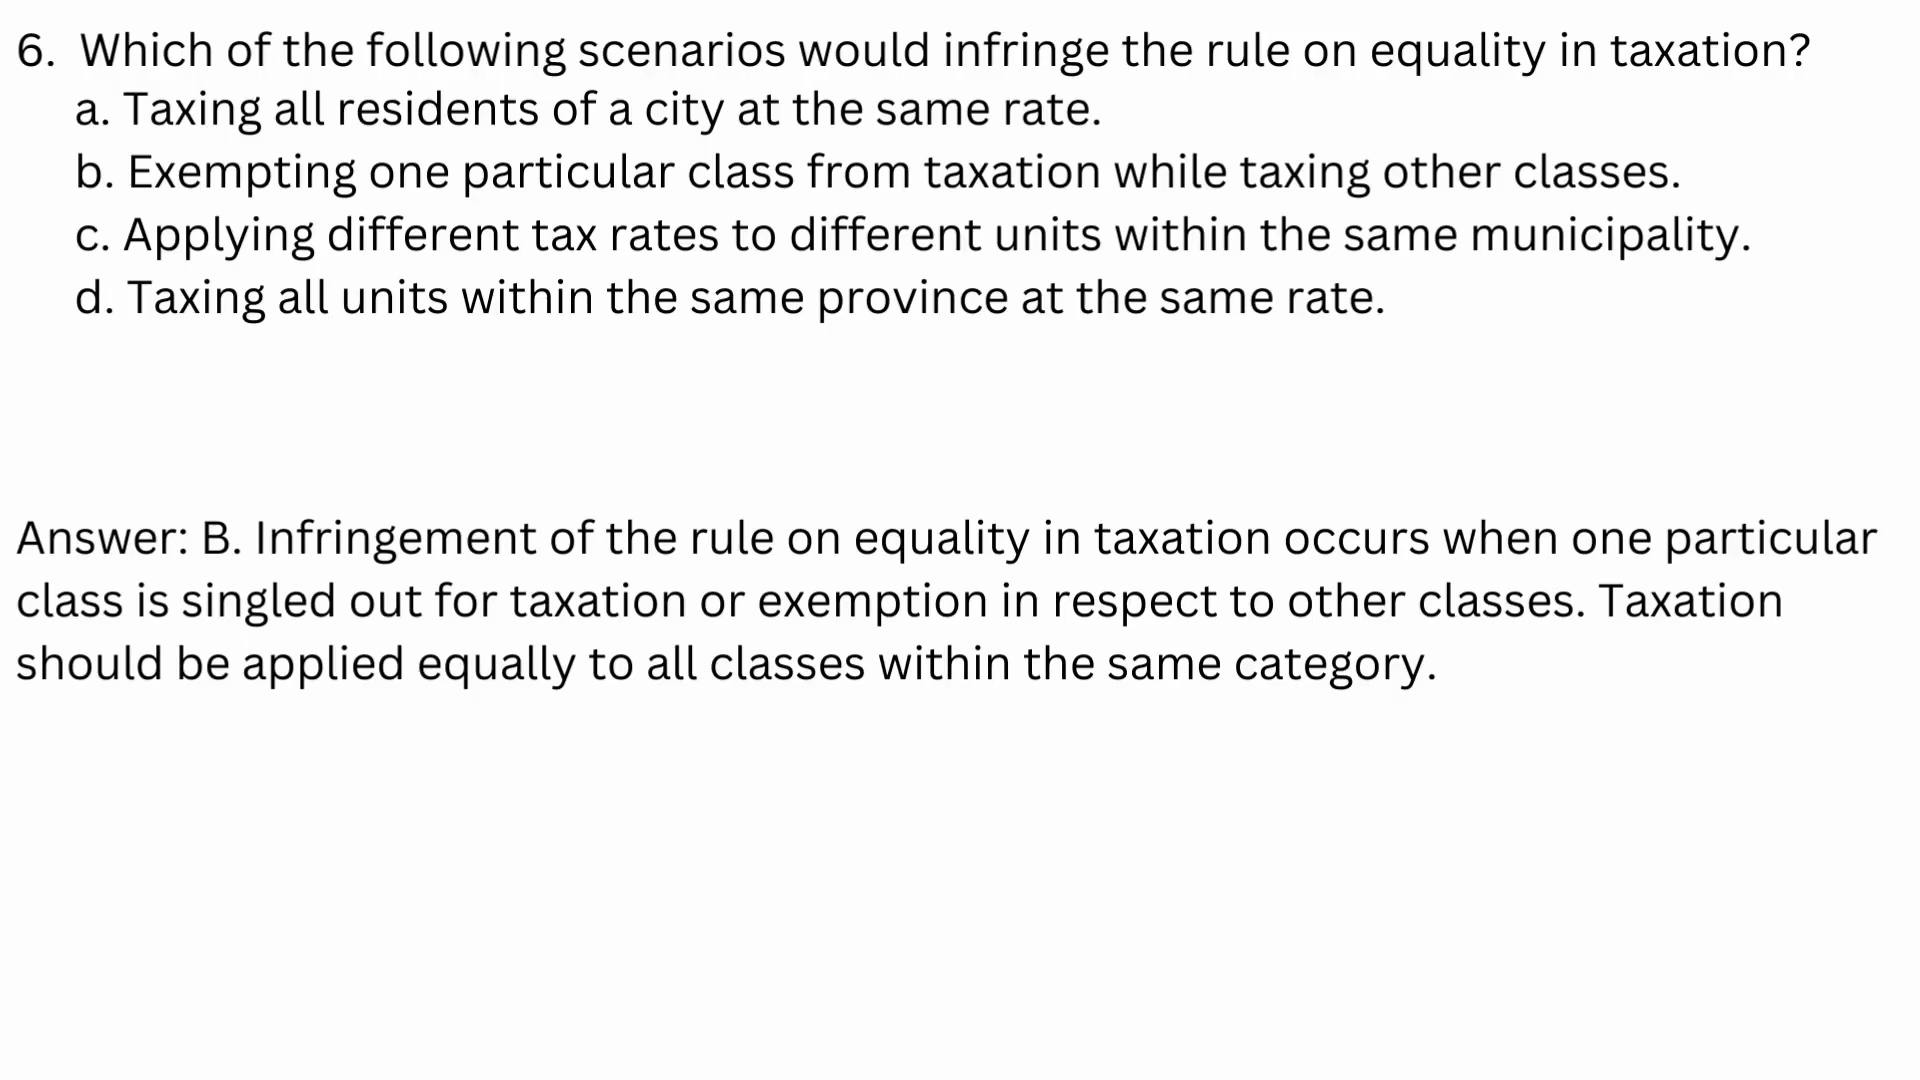 6. Which of the following scenarios would infringe the rule on equality in taxation?
a. Taxing all residents of a city at the same rate.
b. Exempting one particular class from taxation while taxing other classes.
c. Applying different tax rates to different units within the same municipality.
d. Taxing all units within the same province at the same rate.
Answer: B. Infringement of the rule on equality in taxation occurs when one particular
class is singled out for taxation or exemption in respect to other classes. Taxation
should be applied equally to all classes within the same category.